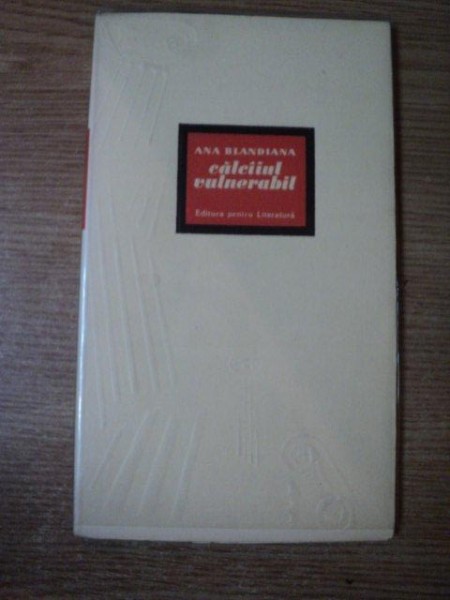 ANA BLANDIANA
călcîiul
vulnerabil
Editura pentru Literatură